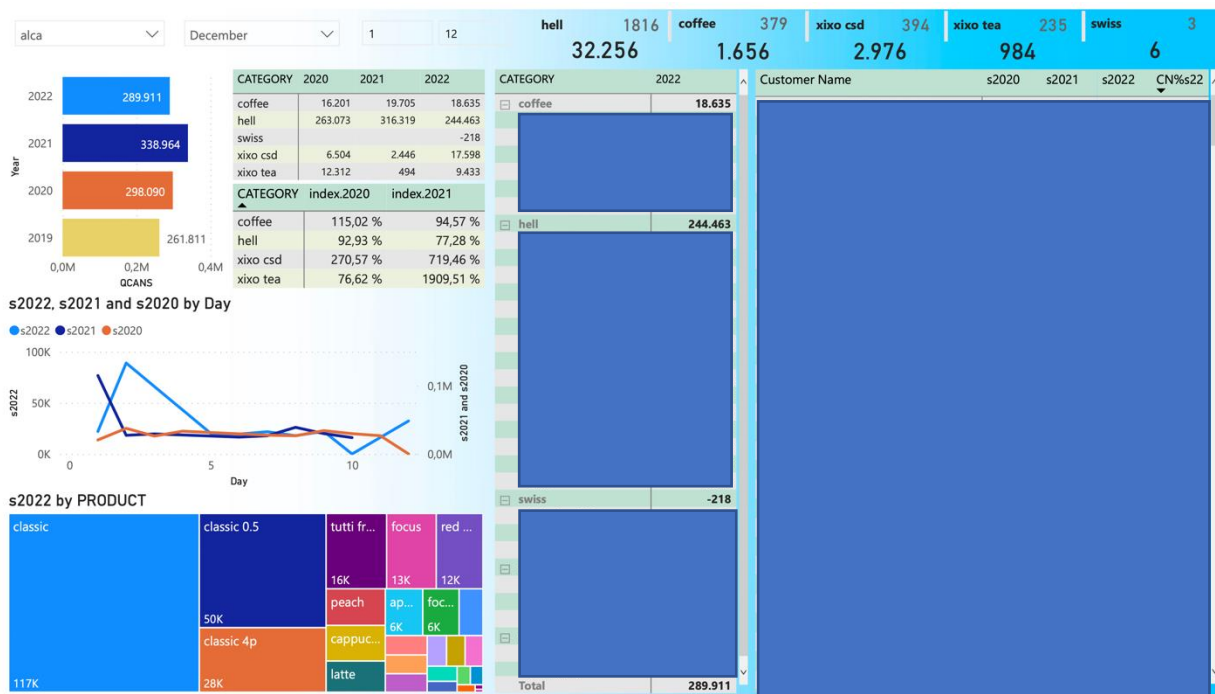 alca
December
1
12
hell 1816
32.256
coffee 379
1.656
xixo csd 394
2.976
xixo tea 235
984
swiss 3
6
2022 289.911
2021 338.964
2020 298.090
2019 261.811
Year
0,0M 0,2M 0,4M
QCANS
CATEGORY 2020 2021 2022
coffee 16.201 19.705 18.635
hell 263.073 316.319 244.463
swiss -218
xixo csd 6.504 2.446 17.598
xixo tea 12.312 494 9.433
CATEGORY index.2020 index.2021
coffee 115,02 % 94,57 %
hell 92,93 % 77,28 %
xixo csd 270,57 % 719,46 %
xixo tea 76,62 % 1909,51 %
s2022, s2021 and s2020 by Day
s2022 s2021 s2020
100K
50K
0K
s2022
0,1M
0,0M
s2021 and s2020
0 5 10
Day
s2022 by PRODUCT
classic
117K
classic 0.5
50K
classic 4p
28K
tutti fr...
16K
focus
13K
red ...
12K
peach
ap...
6K
foc...
6K
cappuc...
latte
CATEGORY 2022
coffee 18.635
hell 244.463
swiss -218
Total 289.911
Customer Name s2020 s2021 s2022 CN%s22